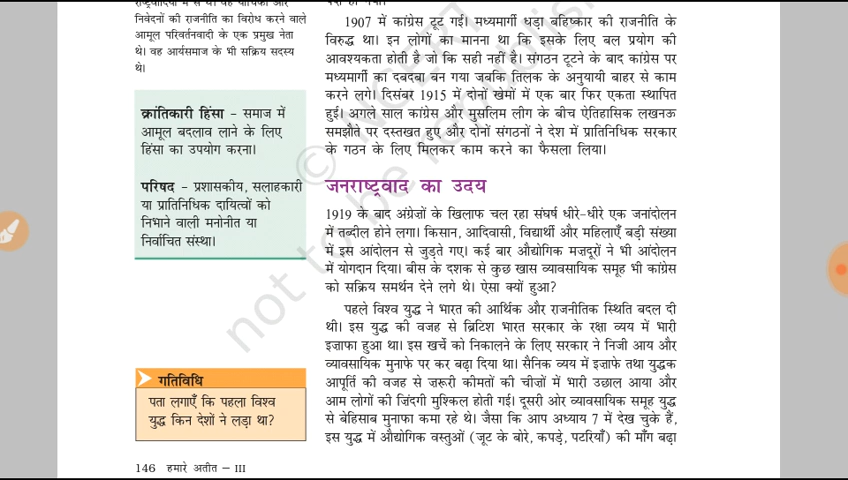 निवेदनों की राजनीति का विरोध करने वाले
आमूल परिवर्तनवाद के एक प्रमुख नेता
थे। वह आर्यसमाज के भी सक्रिय सदस्य
थे।
क्रांतिकारी हिंसा – समाज में
आमूल बदलाव लाने के लिए
हिंसा का उपयोग करना।
परिषद – प्रशासकीय, सलाहकारी
या प्रातिनिधिक दायित्वों को
निभाने वाली मनोनीत या
निर्वाचित संस्था।
गतिविधि
पता लगाएँ कि पहला विश्व
युद्ध किन देशों ने लड़ा था?
1907 में कांग्रेस टूट गई। मध्यमार्गी धड़ा बहिष्कार की राजनीति के
विरुद्ध था। इन लोगों का मानना था कि इसके लिए बल प्रयोग की
आवश्यकता होती है जो कि सही नहीं है। संगठन टूटने के बाद कांग्रेस पर
मध्यमार्गी का दबदबा बन गया जबकि तिलक के अनुयायी बाहर से काम
करने लगे। दिसंबर 1915 में दोनों खेमों में एक बार फिर एकता स्थापित
हुई। अगले साल कांग्रेस और मुसलिम लीग के बीच ऐतिहासिक लखनऊ
समझौते पर दस्तखत हुए और दोनों संगठनों ने देश में प्रातिनिधिक सरकार
के गठन के लिए मिलकर काम करने का फैसला लिया।
जनराष्ट्रवाद का उदय
1919 के बाद अंग्रेजों के खिलाफ चल रहा संघर्ष धीरे-धीरे एक जनांदोलन
में तब्दील होने लगा। किसान, आदिवासी, विद्यार्थी और महिलाएँ बड़ी संख्या
में इस आंदोलन से जुड़ते गए। कई बार औद्योगिक मजदूरों ने भी आंदोलन
में योगदान दिया। बीस के दशक से कुछ खास व्यावसायिक समूह भी कांग्रेस
को सक्रिय समर्थन देने लगे थे। ऐसा क्यों हुआ?
पहले विश्व युद्ध ने भारत की आर्थिक और राजनीतिक स्थिति बदल दी
थी। इस युद्ध की वजह से ब्रिटिश भारत सरकार के रक्षा व्यय में भारी
इज़ाफा हुआ था। इस खर्चे को निकालने के लिए सरकार ने निजी आय और
व्यावसायिक मुनाफे पर कर बढ़ा दिया था। सैनिक व्यय में इज़ाफे तथा युद्धक
आपूर्ति की वजह से ज़रूरी कीमतों की चीजों में भारी उछाल आया और
आम लोगों की ज़िंदगी मुश्किल होती गई। दूसरी ओर व्यावसायिक समूह युद्ध
से बेहिसाब मुनाफा कमा रहे थे। जैसा कि आप अध्याय 7 में देख चुके हैं,
इस युद्ध में औद्योगिक वस्तुओं (जूट के बोरे, कपड़े, पटरियाँ) की माँग बढ़ा
146 हमारे अतीत – III